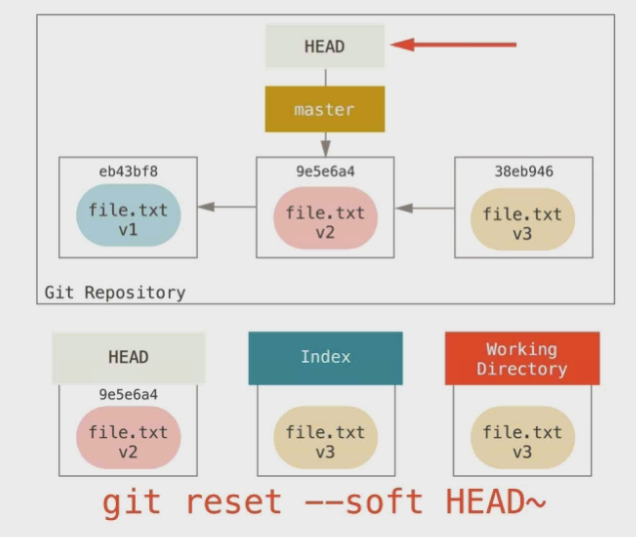 HEAD
master
eb43bf8
9e5e6a4
38eb946
file.txt
v1
file.txt
v2
file.txt
v3
Git Repository
HEAD
Index
Working
Directory
9e5e6a4
file.txt
v2
file.txt
v3
file.txt
v3
git reset --soft HEAD~